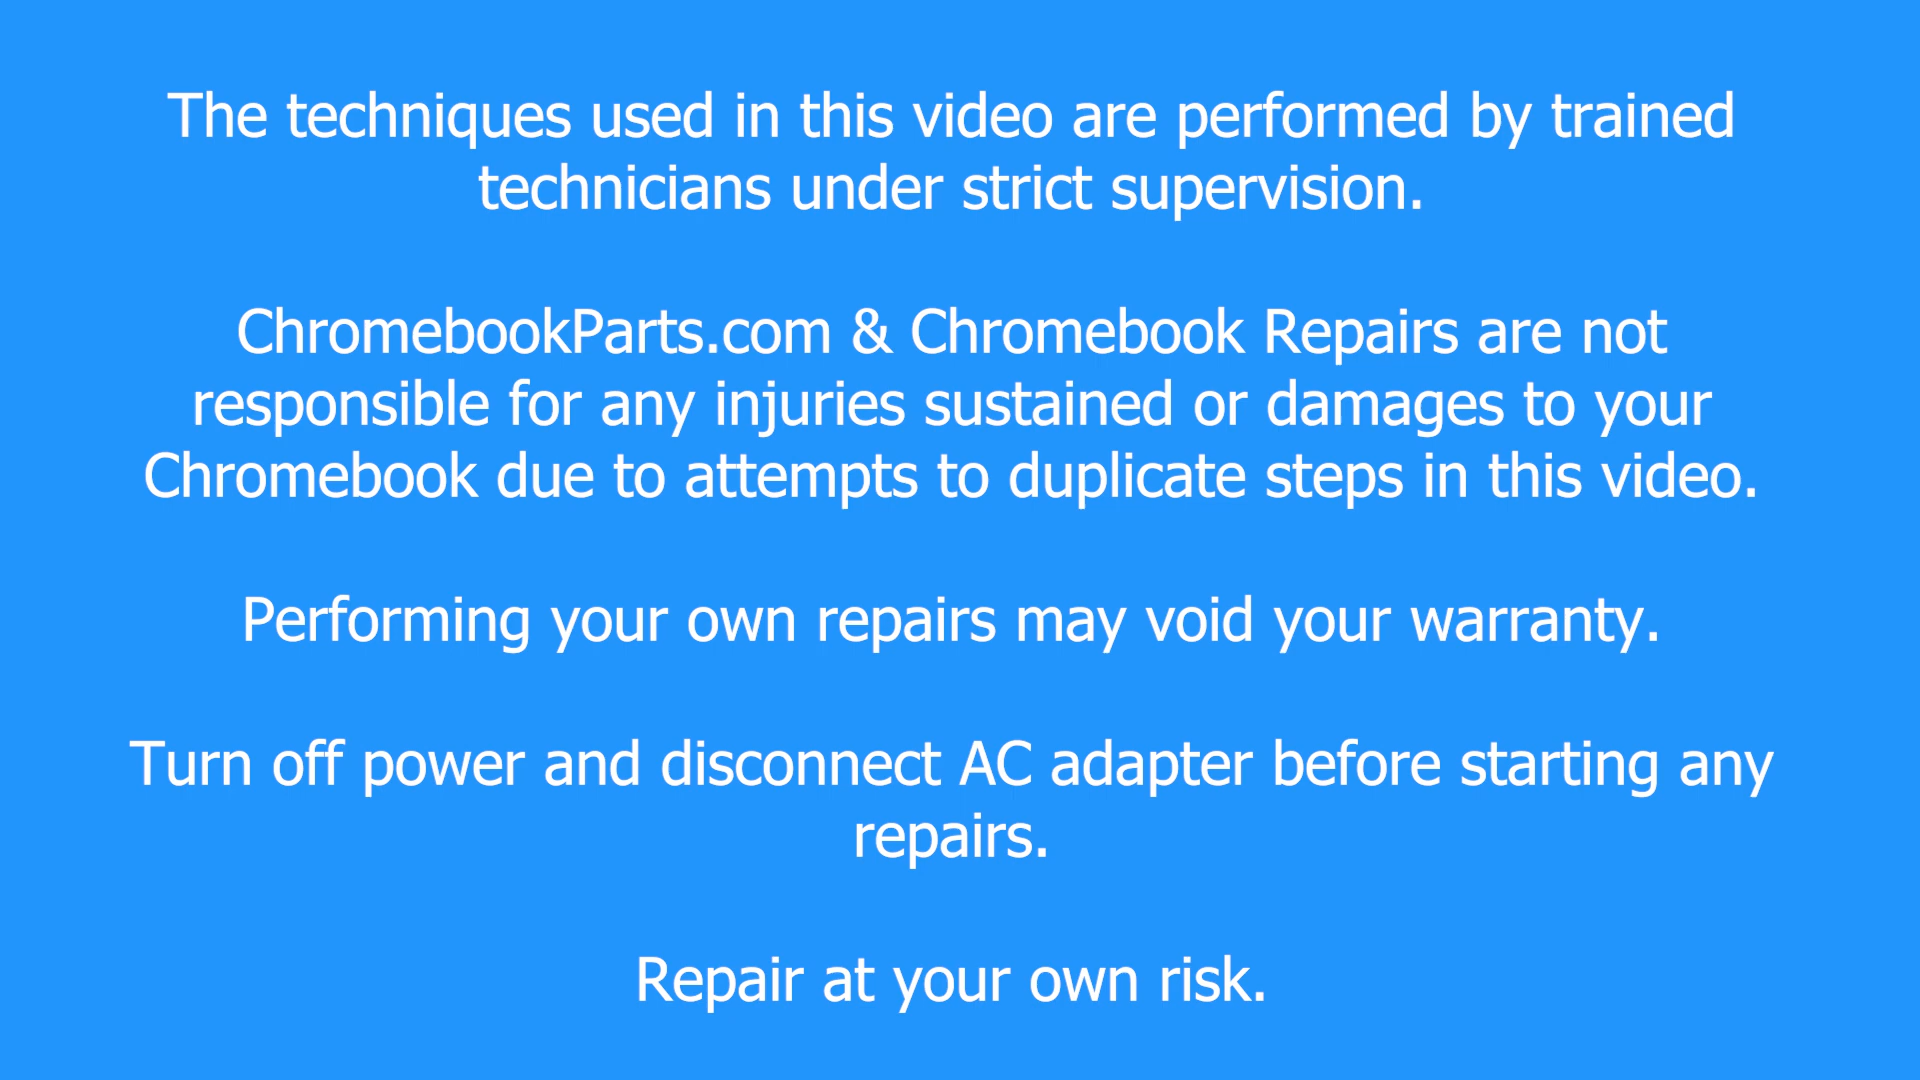 The techniques used in this video are performed by trained
technicians under strict supervision.
ChromebookParts.com & Chromebook Repairs are not
responsible for any injuries sustained or damages to your
Chromebook due to attempts to duplicate steps in this video.
Performing your own repairs may void your warranty.
Turn off power and disconnect AC adapter before starting any
repairs.
Repair at your own risk.